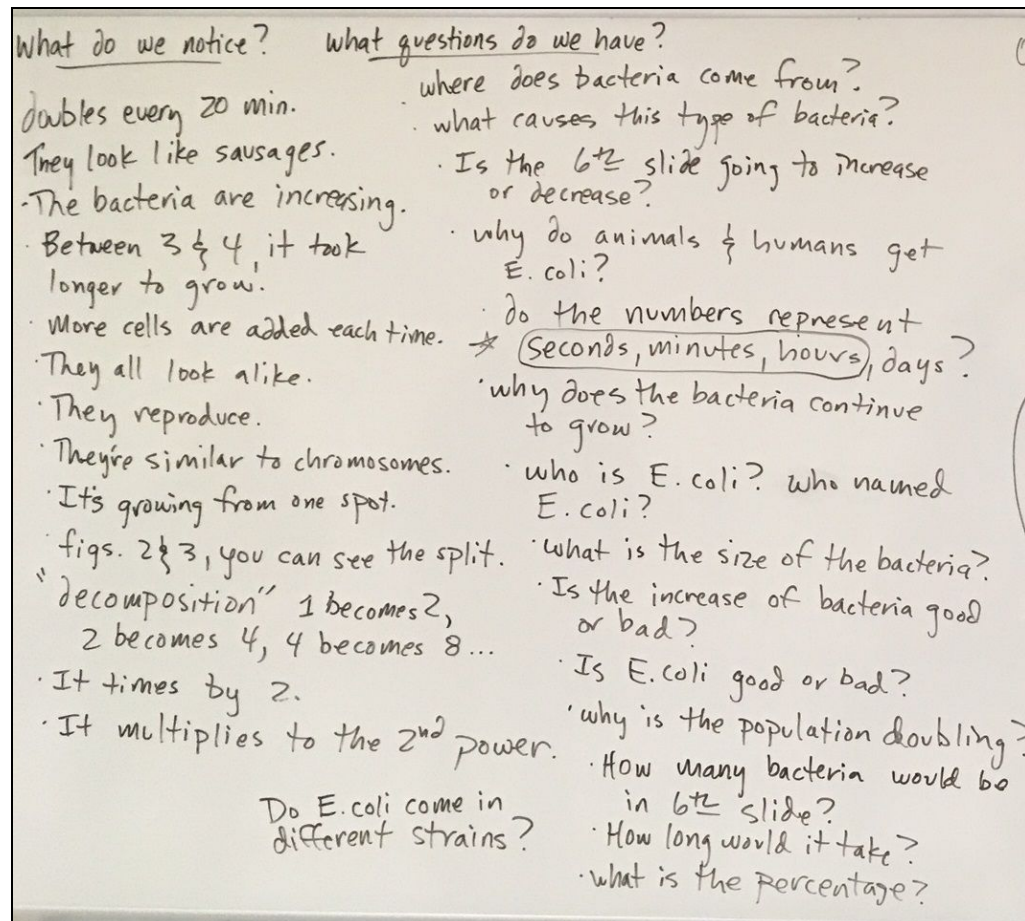 What do we notice?
doubles every 20 min.
They look like sausages.
· The bacteria are increasing.
· Between 3 & 4, it took
longer to grow.
· More cells are added each time.
· They all look alike.
· They reproduce.
· They're similar to chromosomes.
· It's growing from one spot.
· figs. 2 & 3, you can see the split.
"decomposition" 1 becomes 2,
2 becomes 4, 4 becomes 8...
· It times by 2.
· It multiplies to the 2nd power.
What questions do we have?
· where does bacteria come from?
· what causes this type of bacteria?
· Is the 6th slide going to increase
or decrease?
· why do animals & humans get
E. coli?
· do the numbers represent
* seconds, minutes, hours, days?
· why does the bacteria continue
to grow?
· who is E. coli? who named
E. coli?
· what is the size of the bacteria?
· Is the increase of bacteria good
or bad?
· Is E. coli good or bad?
· why is the population doubling?
· How many bacteria would be
in 6th slide?
· How long would it take?
· what is the percentage?
Do E. coli come in
different strains?